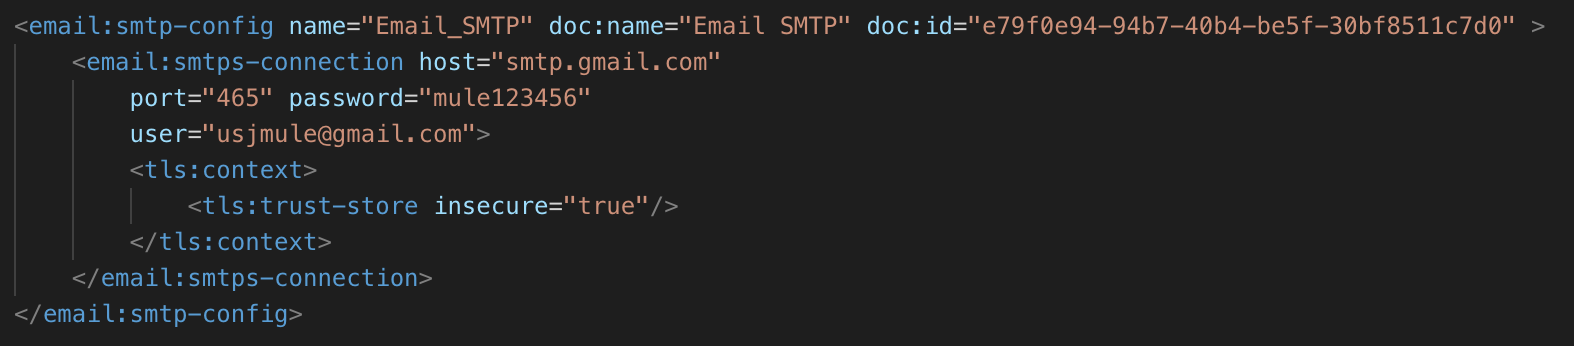 <email:smtp-config name="Email_SMTP" doc:name="Email SMTP" doc:id="e79f0e94-94b7-40b4-be5f-30bf8511c7d0" >
<email:smtps-connection host="smtp.gmail.com"
port="465" password="mule123456"
user="usjmule@gmail.com">
<tls:context>
<tls:trust-store insecure="true"/>
</tls:context>
</email:smtps-connection>
</email:smtp-config>